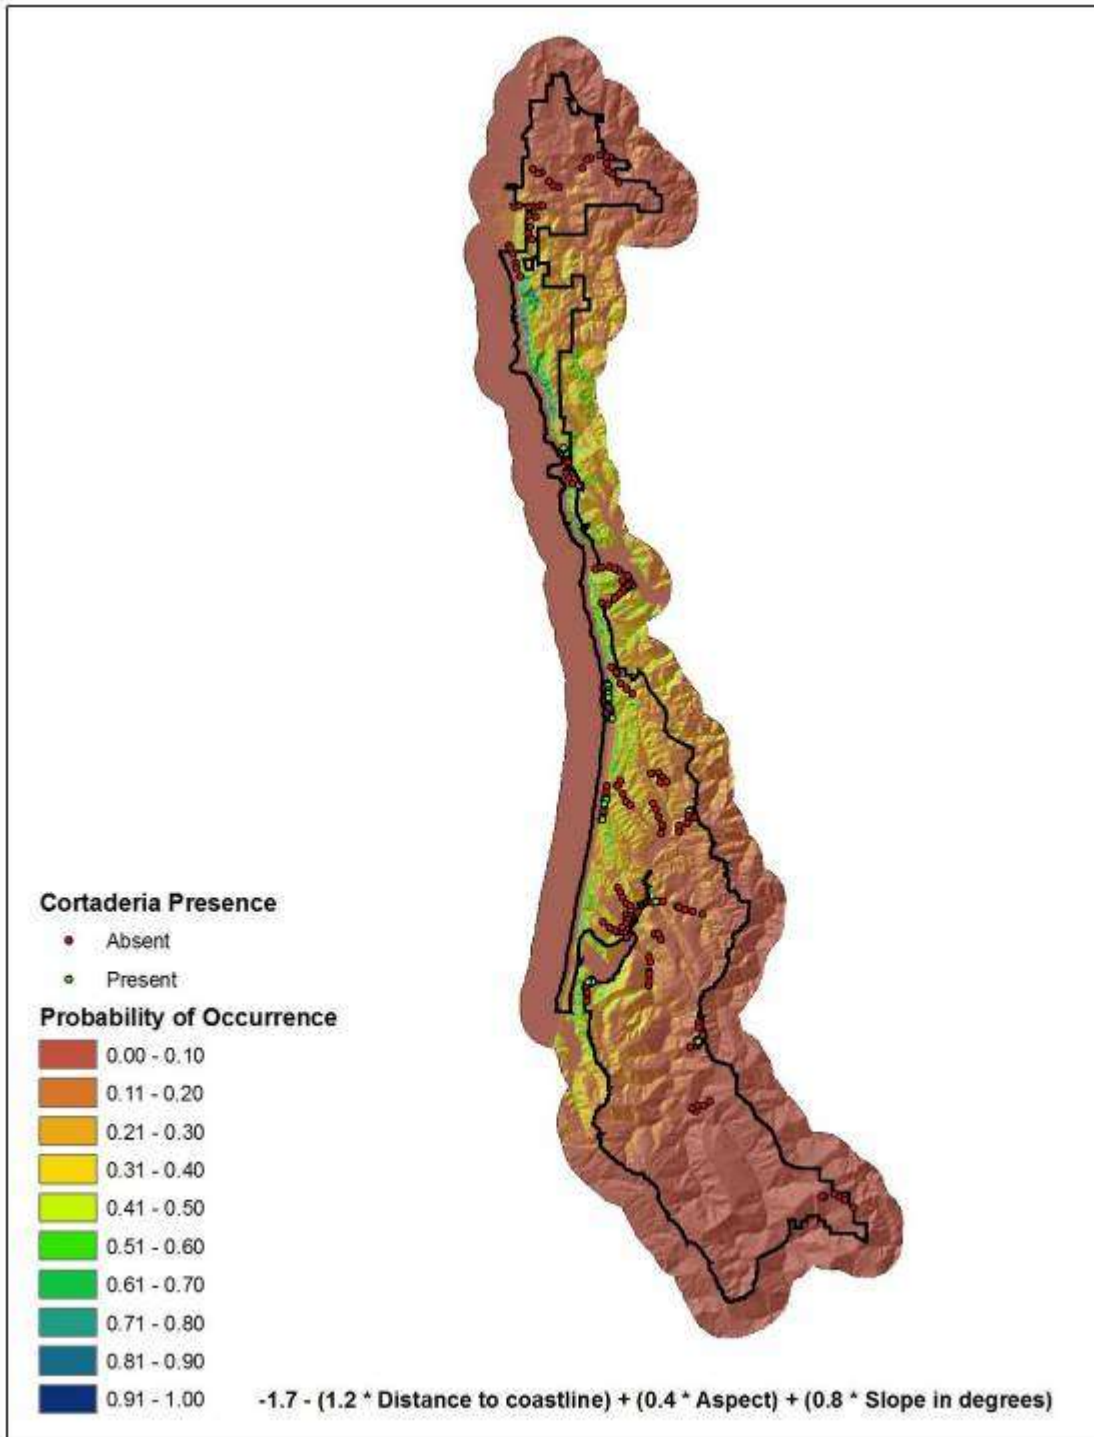 Cortaderia Presence
Absent
Present
Probability of Occurrence
0.00 - 0.10
0.11 - 0.20
0.21 - 0.30
0.31 - 0.40
0.41 - 0.50
0.51 - 0.60
0.61 - 0.70
0.71 - 0.80
0.81 - 0.90
0.91 - 1.00
-1.7 - (1.2 * Distance to coastline) + (0.4 * Aspect) + (0.8 * Slope in degrees)